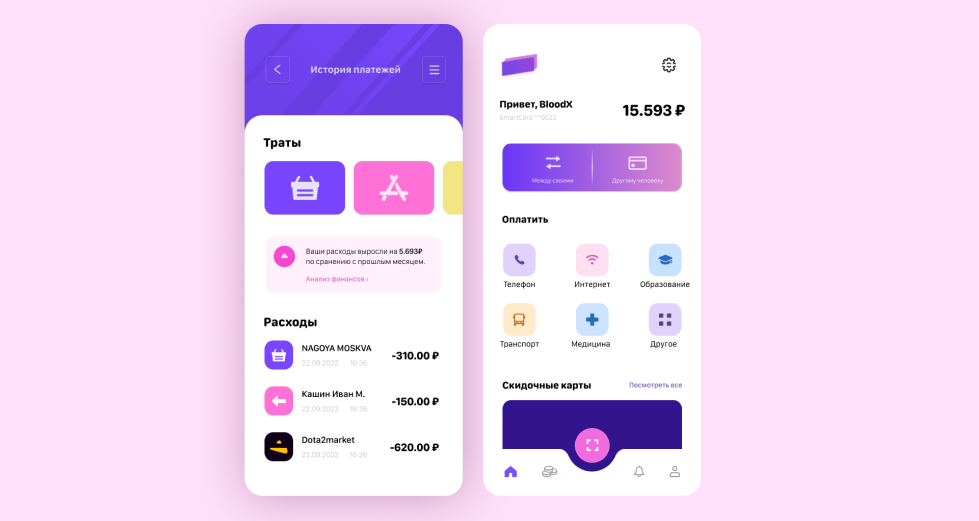 История платежей
Траты
Ваши расходы выросли на 5.693₽
по сранению с прошлым месяцем.
Анализ финансов ›
Расходы
NAGOYA MOSKVA
22.09.2022 16:36
-310.00 ₽
Кашин Иван М.
22.09.2022 16:36
-150.00 ₽
Dota2market
22.09.2022 16:36
-620.00 ₽
Привет, BloodX
SmartCard **0632
15.593 ₽
Между своими
Другому человеку
Оплатить
Телефон
Интернет
Образование
Транспорт
Медицина
Другое
Скидочные карты
Посмотреть все